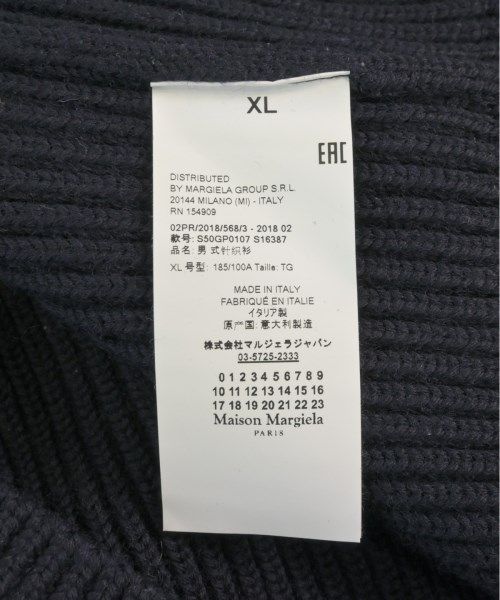 XL
EAC
DISTRIBUTED
BY MARGIELA GROUP S.R.L.
20144 MILANO (MI) - ITALY
RN 154909
02PR/2018/568/3 - 2018 02
款号: S50GP0107 S16387
品名: 男 式针织衫
XL 号型: 185/100A Taille: TG
MADE IN ITALY
FABRIQUÉ EN ITALIE
イタリア製
原产国: 意大利製造
株式会社マルジェラジャパン
03-5725-2333
0 1 2 3 4 5 6 7 8 9
10 11 12 13 14 15 16
17 18 19 20 21 22 23
Maison Margiela
PARIS